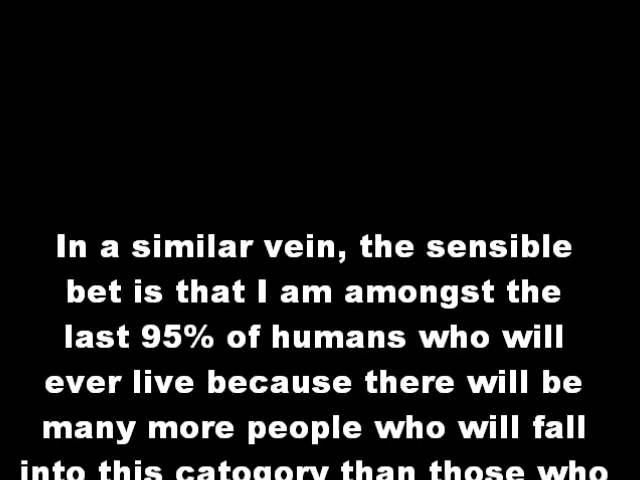 In a similar vein, the sensible
bet is that I am amongst the
last 95% of humans who will
ever live because there will be
many more people who will fall
into this catogory than those who